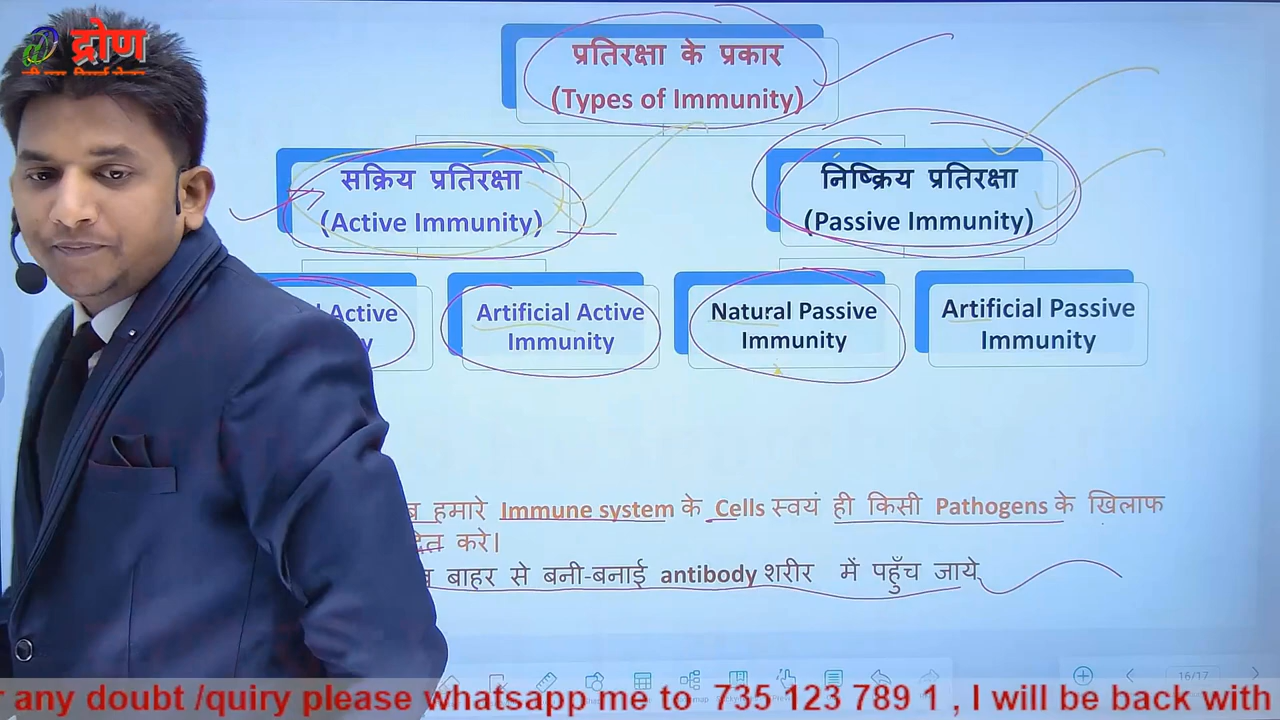 द्रोण
प्रतिरक्षा के प्रकार
(Types of Immunity)
सक्रिय प्रतिरक्षा
(Active Immunity)
निष्क्रिय प्रतिरक्षा
(Passive Immunity)
Active
Artificial Active
Immunity
Natural Passive
Immunity
Artificial Passive
Immunity
हमारे Immune system के Cells स्वयं ही किसी Pathogens के खिलाफ
करे।
बाहर से बनी-बनाई antibody शरीर में पहुँच जाये
16/17
any doubt /quiry please whatsapp me to 735 123 789 1 , I will be back with